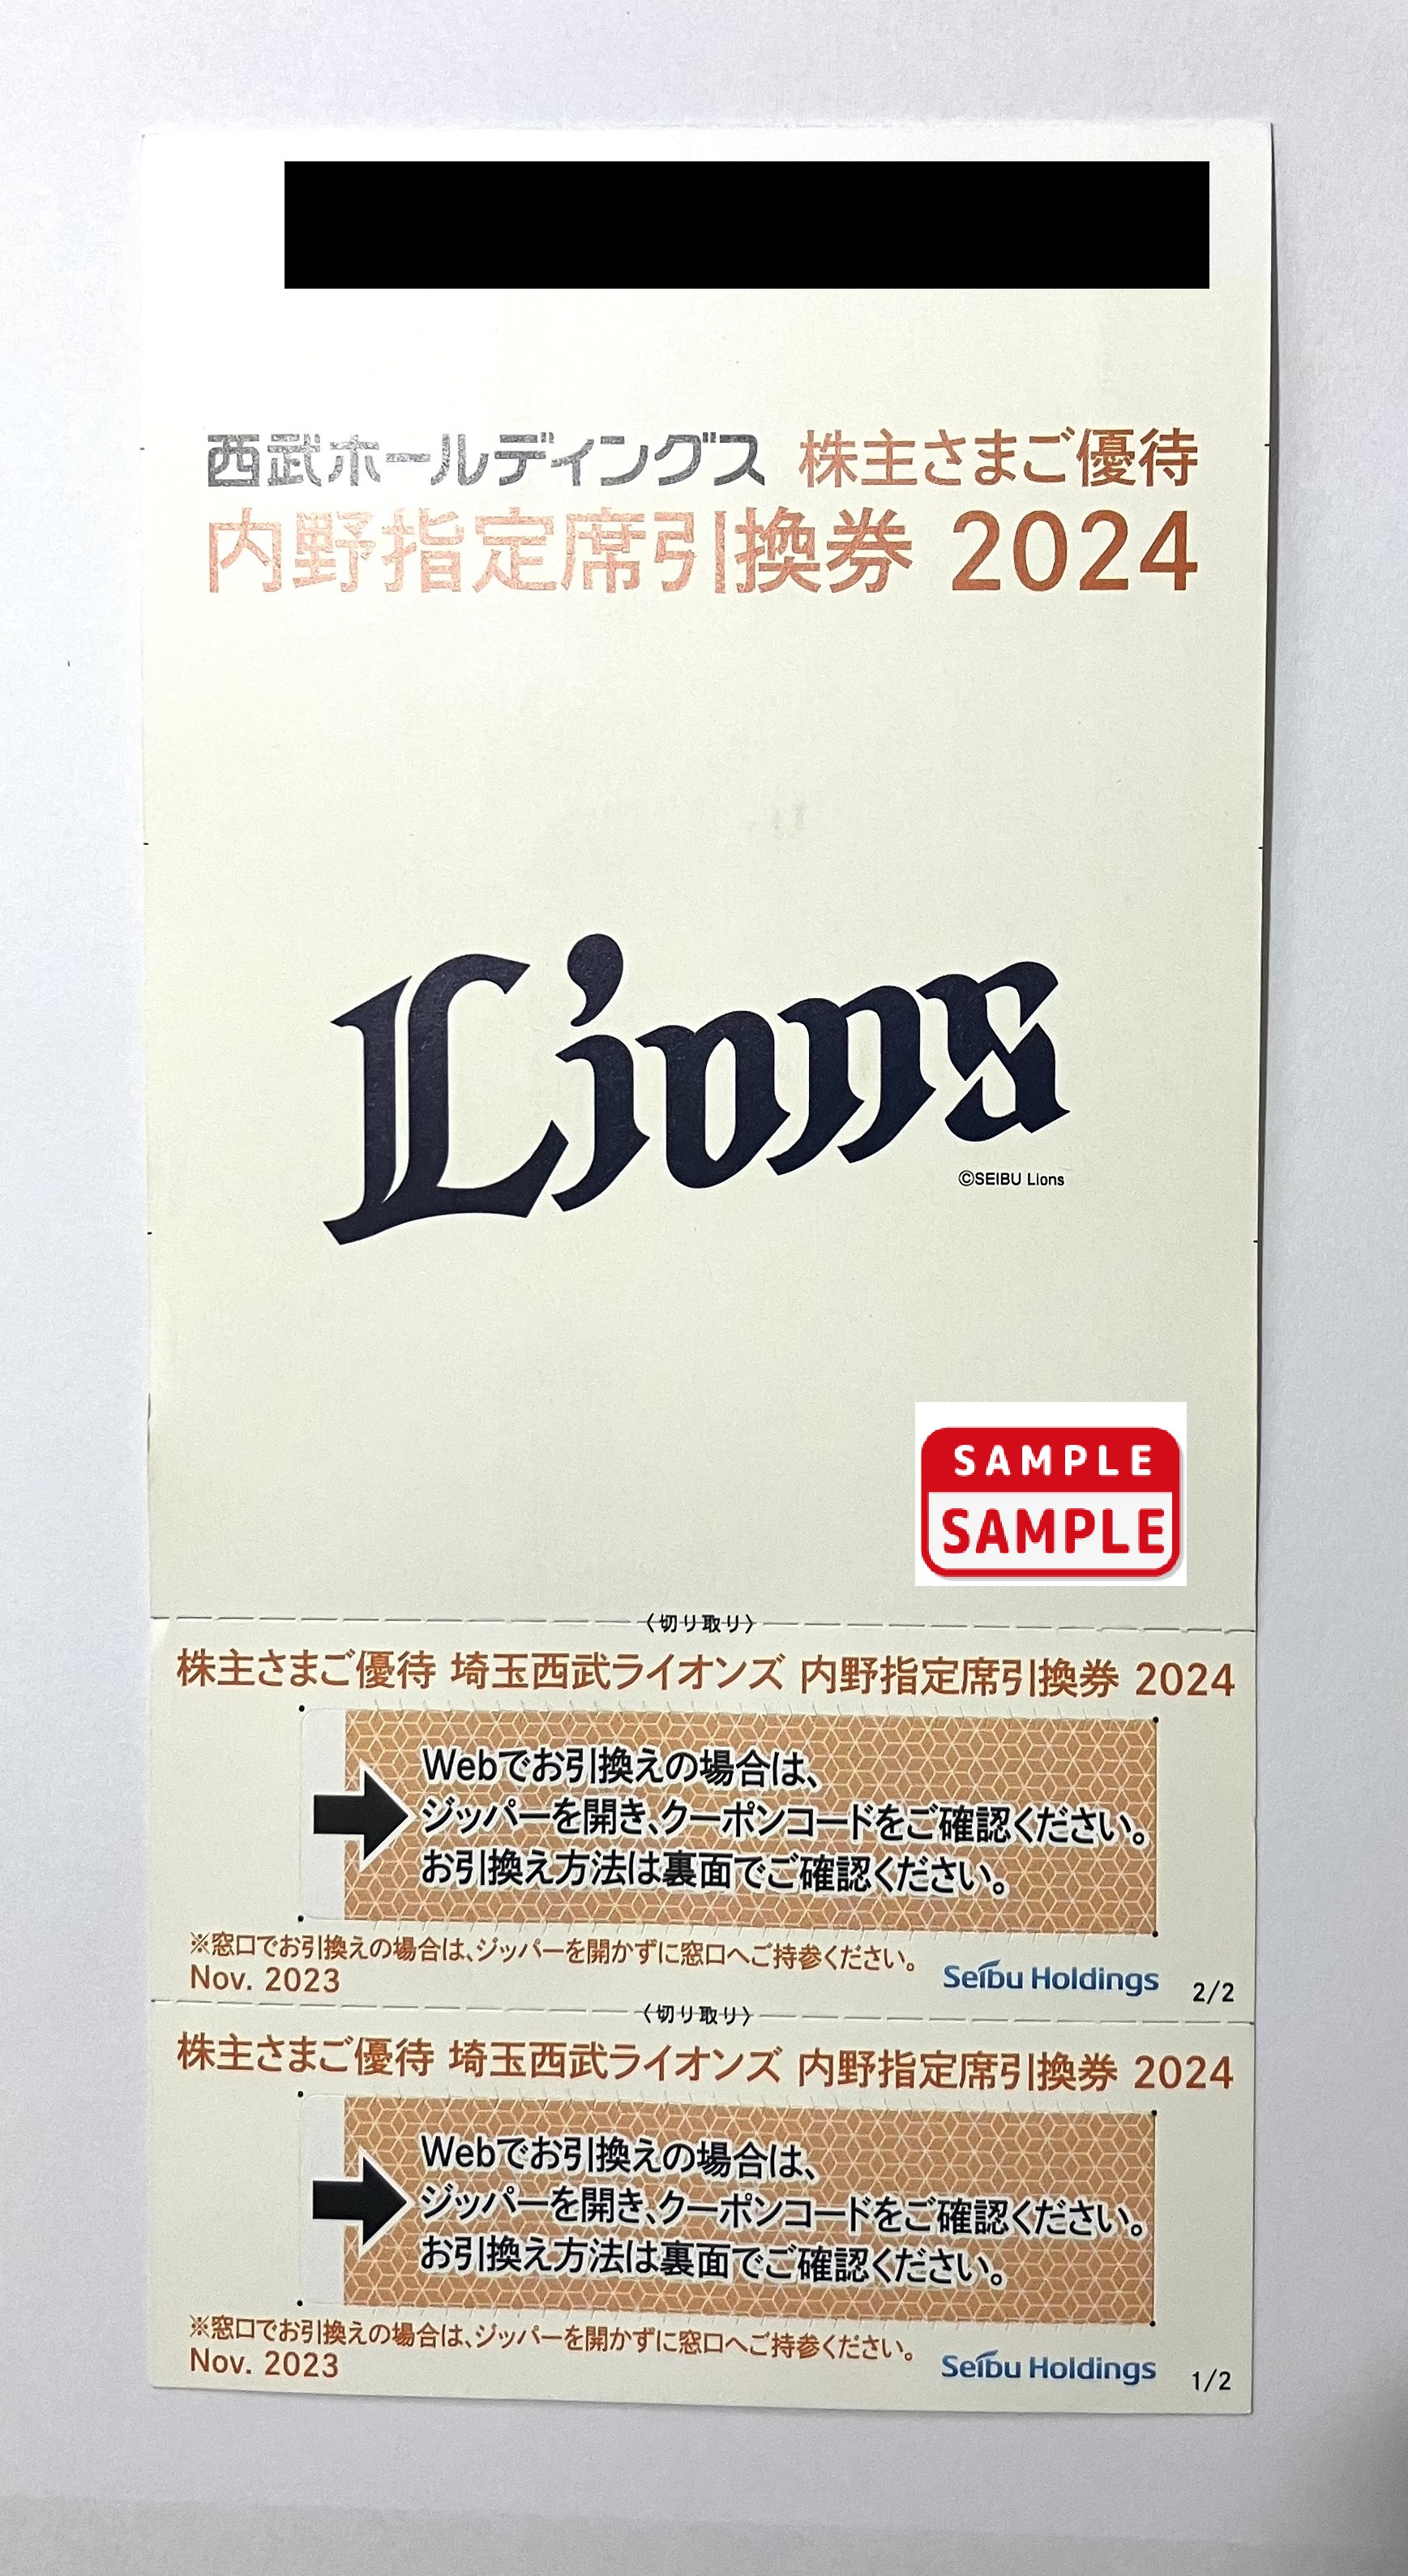 西武ホールディングス 株主さまご優待
内野指定席引換券 2024
Lions
©SEIBU Lions
SAMPLE
SAMPLE
〈切り取り〉
株主さまご優待 埼玉西武ライオンズ 内野指定席引換券 2024
Webでお引換えの場合は、
ジッパーを開き、クーポンコードをご確認ください。
お引換え方法は裏面でご確認ください。
※窓口でお引換えの場合は、ジッパーを開かずに窓口へご持参ください。
Nov. 2023
Seibu Holdings 2/2
〈切り取り〉
株主さまご優待 埼玉西武ライオンズ 内野指定席引換券 2024
Webでお引換えの場合は、
ジッパーを開き、クーポンコードをご確認ください。
お引換え方法は裏面でご確認ください。
※窓口でお引換えの場合は、ジッパーを開かずに窓口へご持参ください。
Nov. 2023
Seibu Holdings 1/2